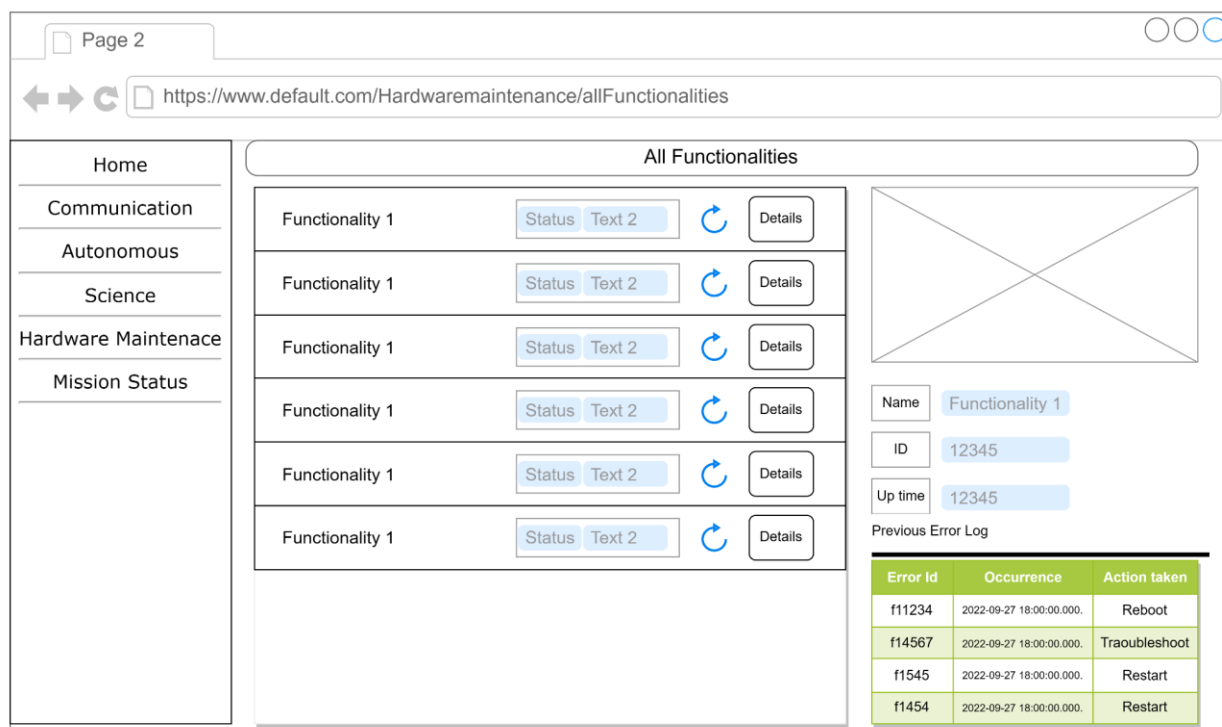 Page 2
https://www.default.com/Hardwaremaintenance/allFunctionalities
Home
Communication
Autonomous
Science
Hardware Maintenace
Mission Status
All Functionalities
Functionality 1 Status Text 2 Details
Functionality 1 Status Text 2 Details
Functionality 1 Status Text 2 Details
Functionality 1 Status Text 2 Details
Functionality 1 Status Text 2 Details
Functionality 1 Status Text 2 Details
Name Functionality 1
ID 12345
Up time 12345
Previous Error Log
Error Id Occurrence Action taken
f11234 2022-09-27 18:00:00.000. Reboot
f14567 2022-09-27 18:00:00.000. Traoubleshoot
f1545 2022-09-27 18:00:00.000. Restart
f1454 2022-09-27 18:00:00.000. Restart